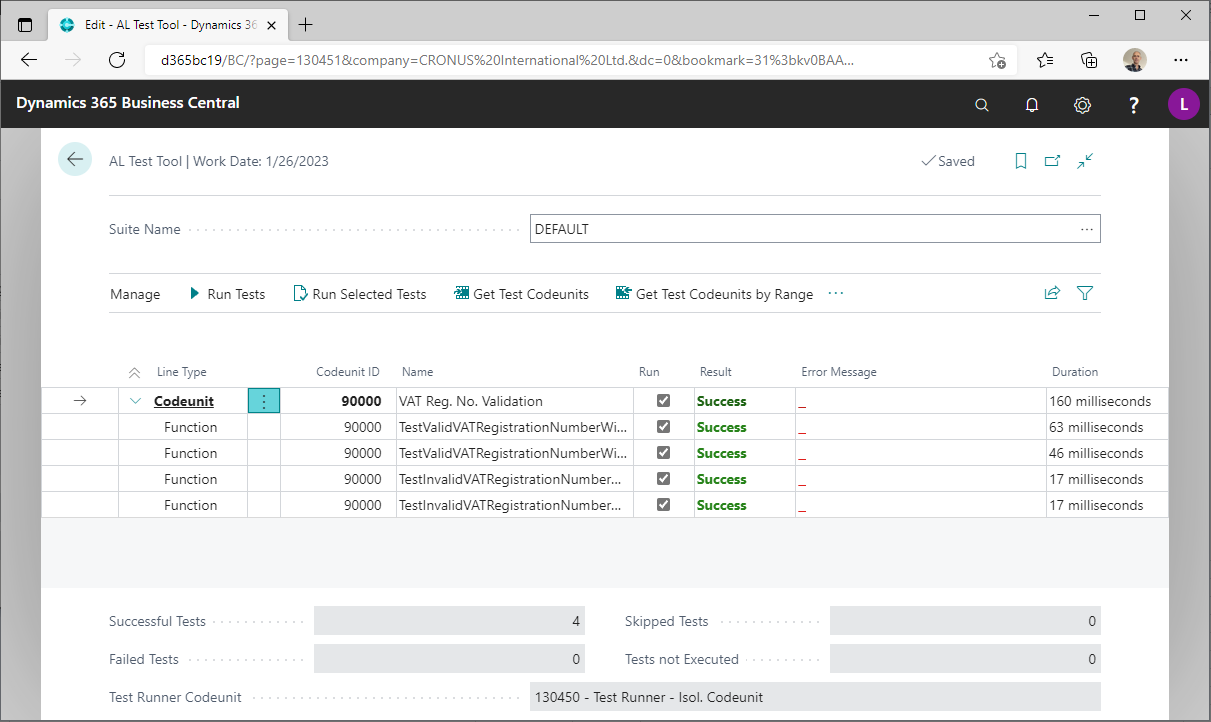 Edit - AL Test Tool - Dynamics 36
d365bc19/BC/?page=130451&company=CRONUS%20International%20Ltd.&dc=0&bookmark=31%3bkv0BAA...
Dynamics 365 Business Central
?
L
AL Test Tool | Work Date: 1/26/2023
Saved
Suite Name
DEFAULT
Manage Run Tests Run Selected Tests Get Test Codeunits Get Test Codeunits by Range
Line Type Codeunit ID Name Run Result Error Message Duration
Codeunit 90000 VAT Reg. No. Validation Success _ 160 milliseconds
Function 90000 TestValidVATRegistrationNumberWi... Success _ 63 milliseconds
Function 90000 TestValidVATRegistrationNumberWi... Success _ 46 milliseconds
Function 90000 TestInvalidVATRegistrationNumber... Success _ 17 milliseconds
Function 90000 TestInvalidVATRegistrationNumber... Success _ 17 milliseconds
Successful Tests 4 Skipped Tests 0
Failed Tests 0 Tests not Executed 0
Test Runner Codeunit 130450 - Test Runner - Isol. Codeunit